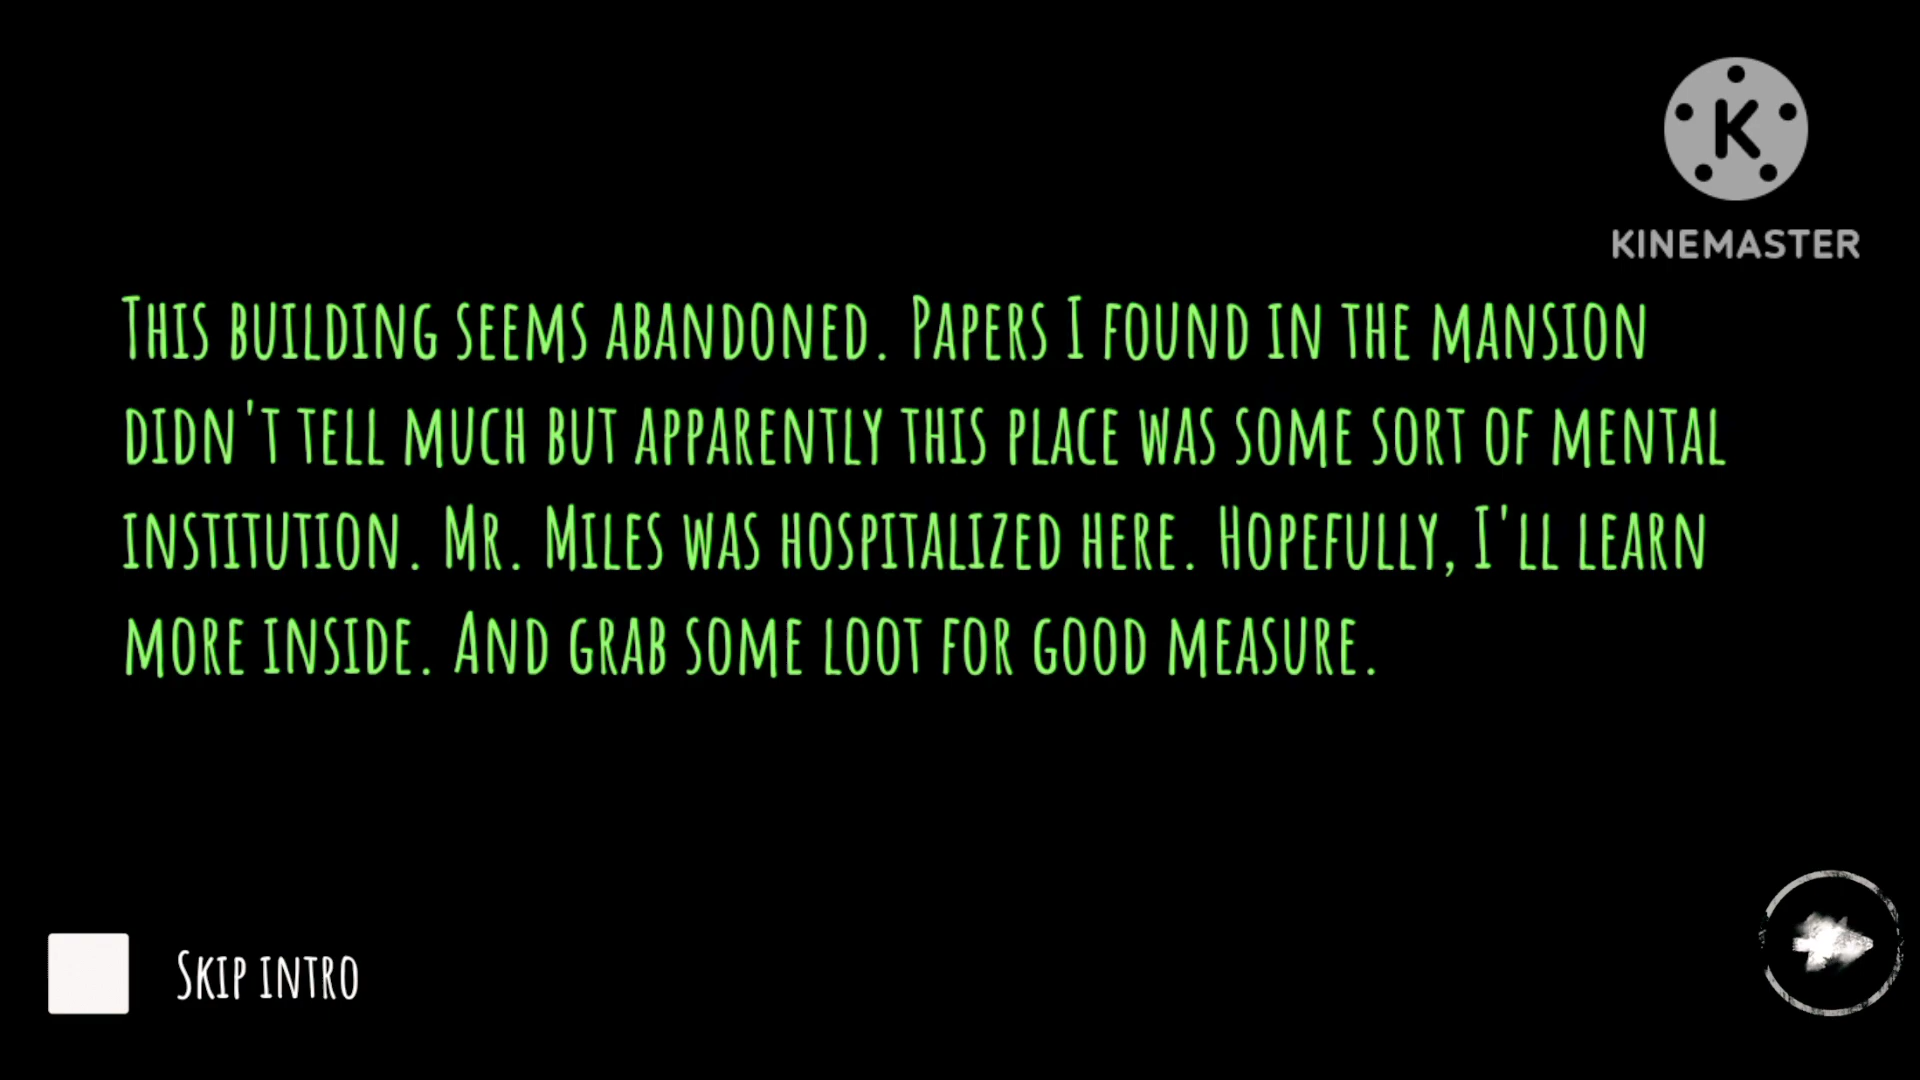 K
KINEMASTER
This building seems abandoned. Papers I found in the mansion
didn't tell much but apparently this place was some sort of mental
institution. Mr. Miles was hospitalized here. Hopefully, I'll learn
more inside. And grab some loot for good measure.
Skip intro